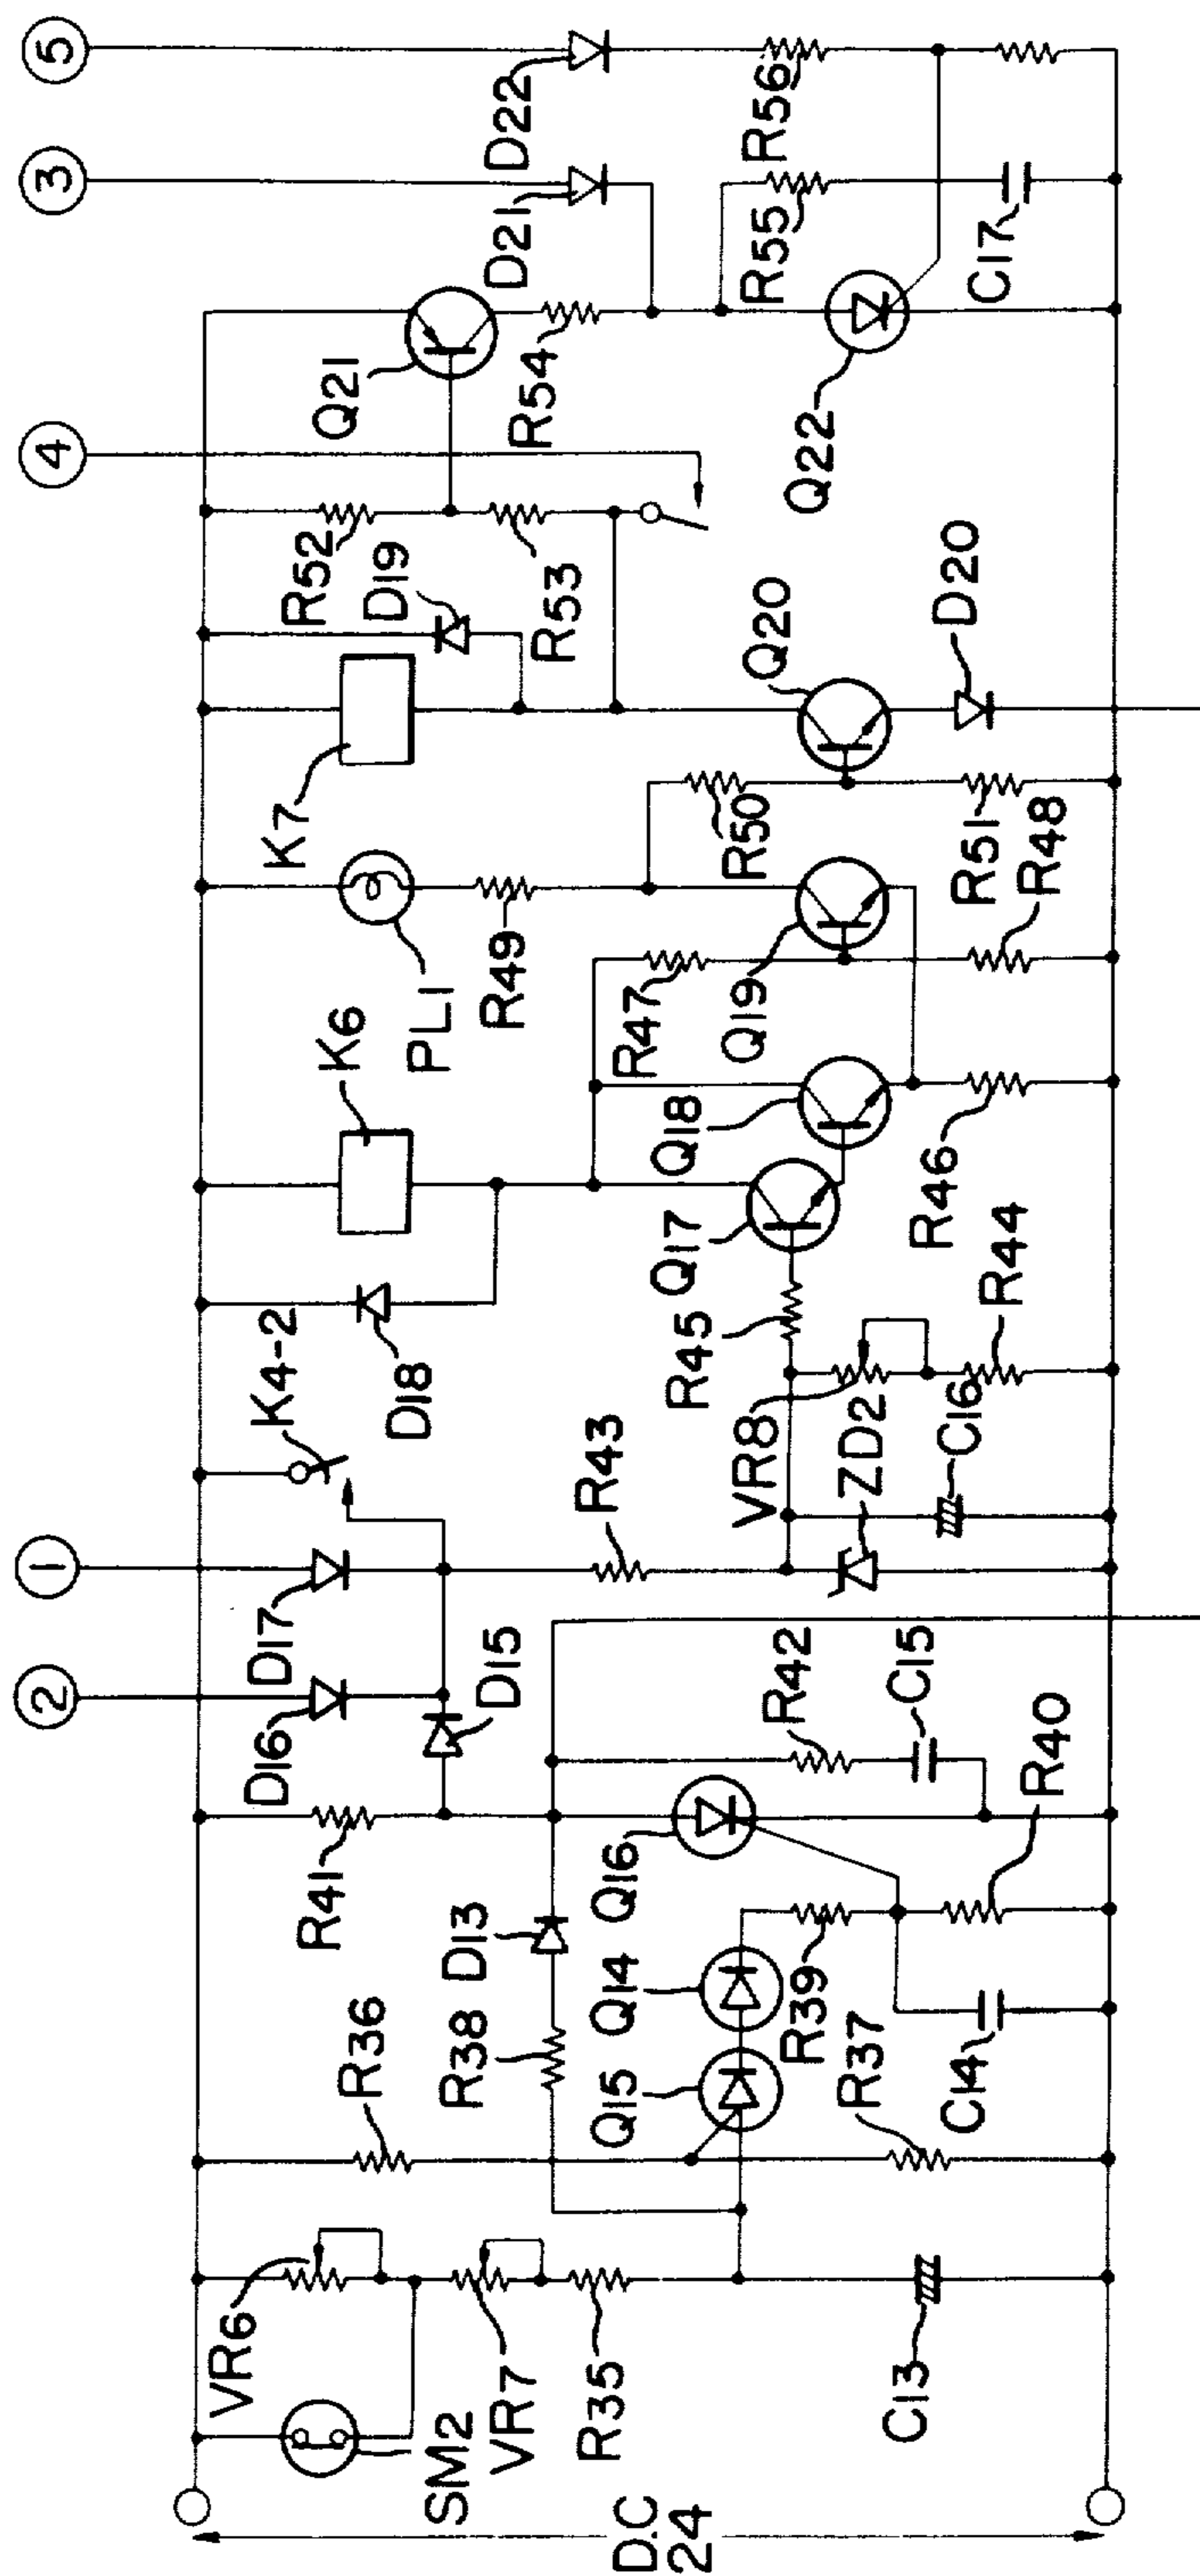 5
3
4
1
2
D22
R56
D21
R55
C17
Q21
R54
Q22
R52
D19
R53
K7
Q20
D20
R50
R51
R48
PL1
R49
R47
Q19
K6
Q18
R46
Q17
R44
K4-2
D18
R45
R43
VR8
ZD2
C16
D17
D15
R42
C15
D16
R40
R41
Q16
D13
Q14
R39
R36
R38
Q15
R37
C14
VR6
SM2
VR7
R35
C13
D.C
24